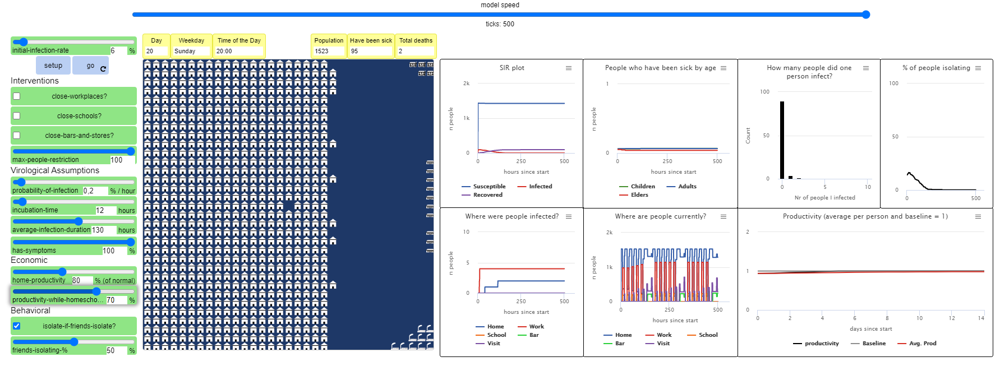 model speed
ticks: 500
initial-infection-rate 6 %
setup go
Interventions
close-workplaces?
close-schools?
close-bars-and-stores?
max-people-restriction 100
Virological Assumptions
probability-of-infection 0,2 % / hour
incubation-time 12 hours
average-infection-duration 130 hours
has-symptoms 100 %
Economic
home-productivity 80 % (of normal)
productivity-while-homescho... 70 %
Behavioral
isolate-if-friends-isolate?
friends-isolating-% 50 %
Day Weekday Time of the Day Population Have been sick Total deaths
20 Sunday 20:00 1523 95 2
SIR plot
2k
1k
0
n people
0 250 500
hours since start
Susceptible Infected
Recovered
People who have been sick by age
1
0
n people
0 250 500
hours since start
Children Adults
Elders
How many people did one
person infect?
100
50
0
Count
0 5 10
Nr of people I infected
% of people isolating
100
50
0
0 500
Where were people infected?
10
5
0
n people
0 250 500
hours since start
Home Work
School Bar
Visit
Where are people currently?
2k
1k
0
n people
0 250 500
hours since start
Home Work School
Bar Visit
Productivity (average per person and baseline = 1)
2
1
0
0 2 4 6 8 10 12 14
days since start
productivity Baseline Avg. Prod